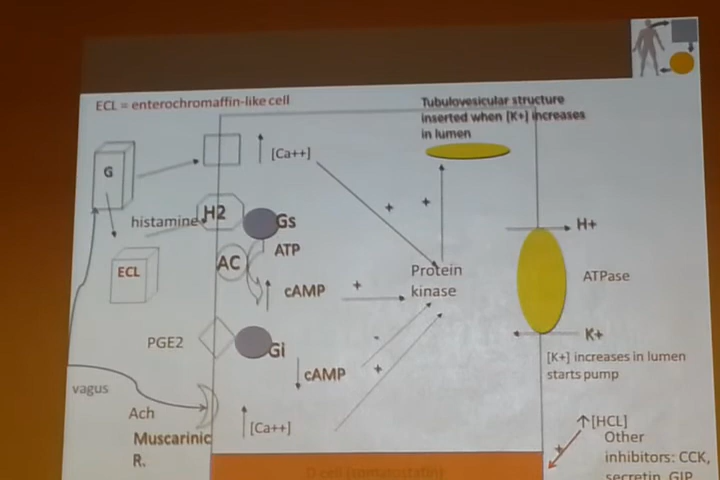 ECL = enterochromaffin-like cell
Tubulovesicular structure
inserted when [K+] increases
in lumen
G
[Ca++]
histamine
H2
Gs
+
+
H+
ECL
AC
ATP
cAMP
+
Protein
kinase
ATPase
PGE2
Gi
-
K+
cAMP
+
[K+] increases in lumen
starts pump
vagus
Ach
Muscarinic
R.
[Ca++]
↑[HCL]
+
Other
inhibitors: CCK,
secretin, GIP
D cell (somatostatin)